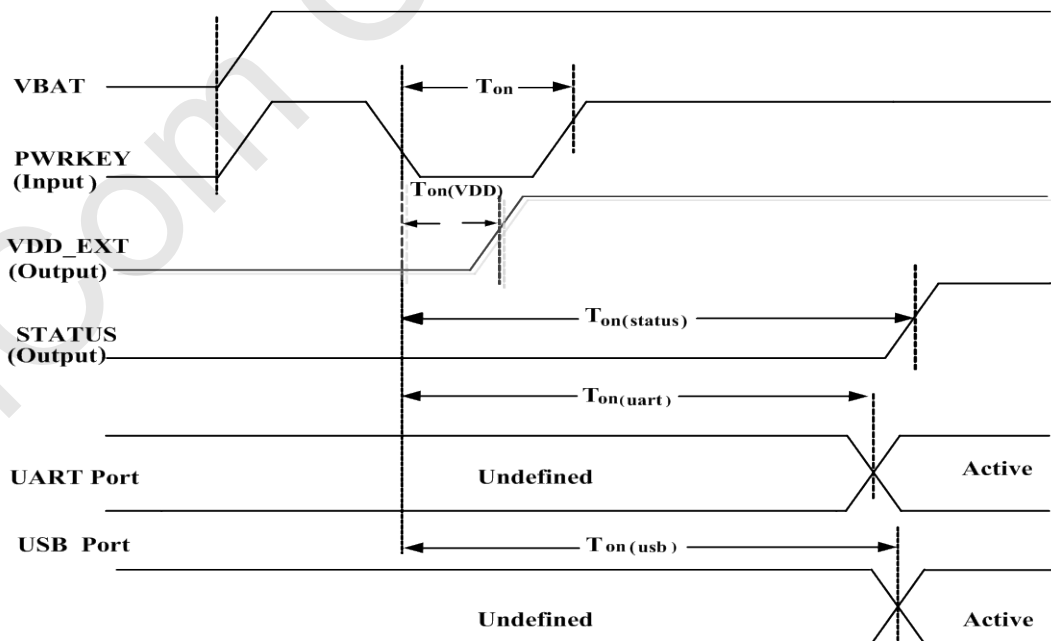 VBAT
Ton
PWRKEY
(Input )
Ton(VDD)
VDD_EXT
(Output)
Ton(status)
STATUS
(Output)
Ton(uart )
UART Port
Undefined
Active
USB Port
Ton (usb )
Undefined
Active